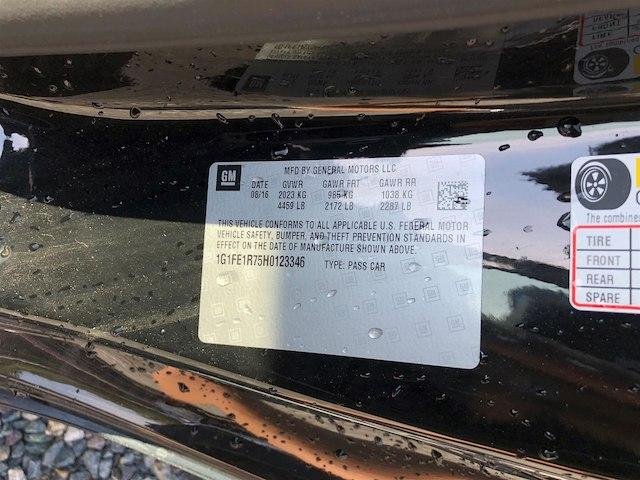 GM
MFD BY GENERAL MOTORS LLC
DATE GVWR GAWR FRT GAWR RR
08/16 2023 KG 985 KG 1038 KG
4459 LB 2172 LB 2287 LB
THIS VEHICLE CONFORMS TO ALL APPLICABLE U.S. FEDERAL MOTOR
VEHICLE SAFETY, BUMPER, AND THEFT PREVENTION STANDARDS IN
EFFECT ON THE DATE OF MANUFACTURE SHOWN ABOVE.
1G1FE1R75H0123346 TYPE: PASS CAR
The combine
TIRE
FRONT
REAR
SPARE